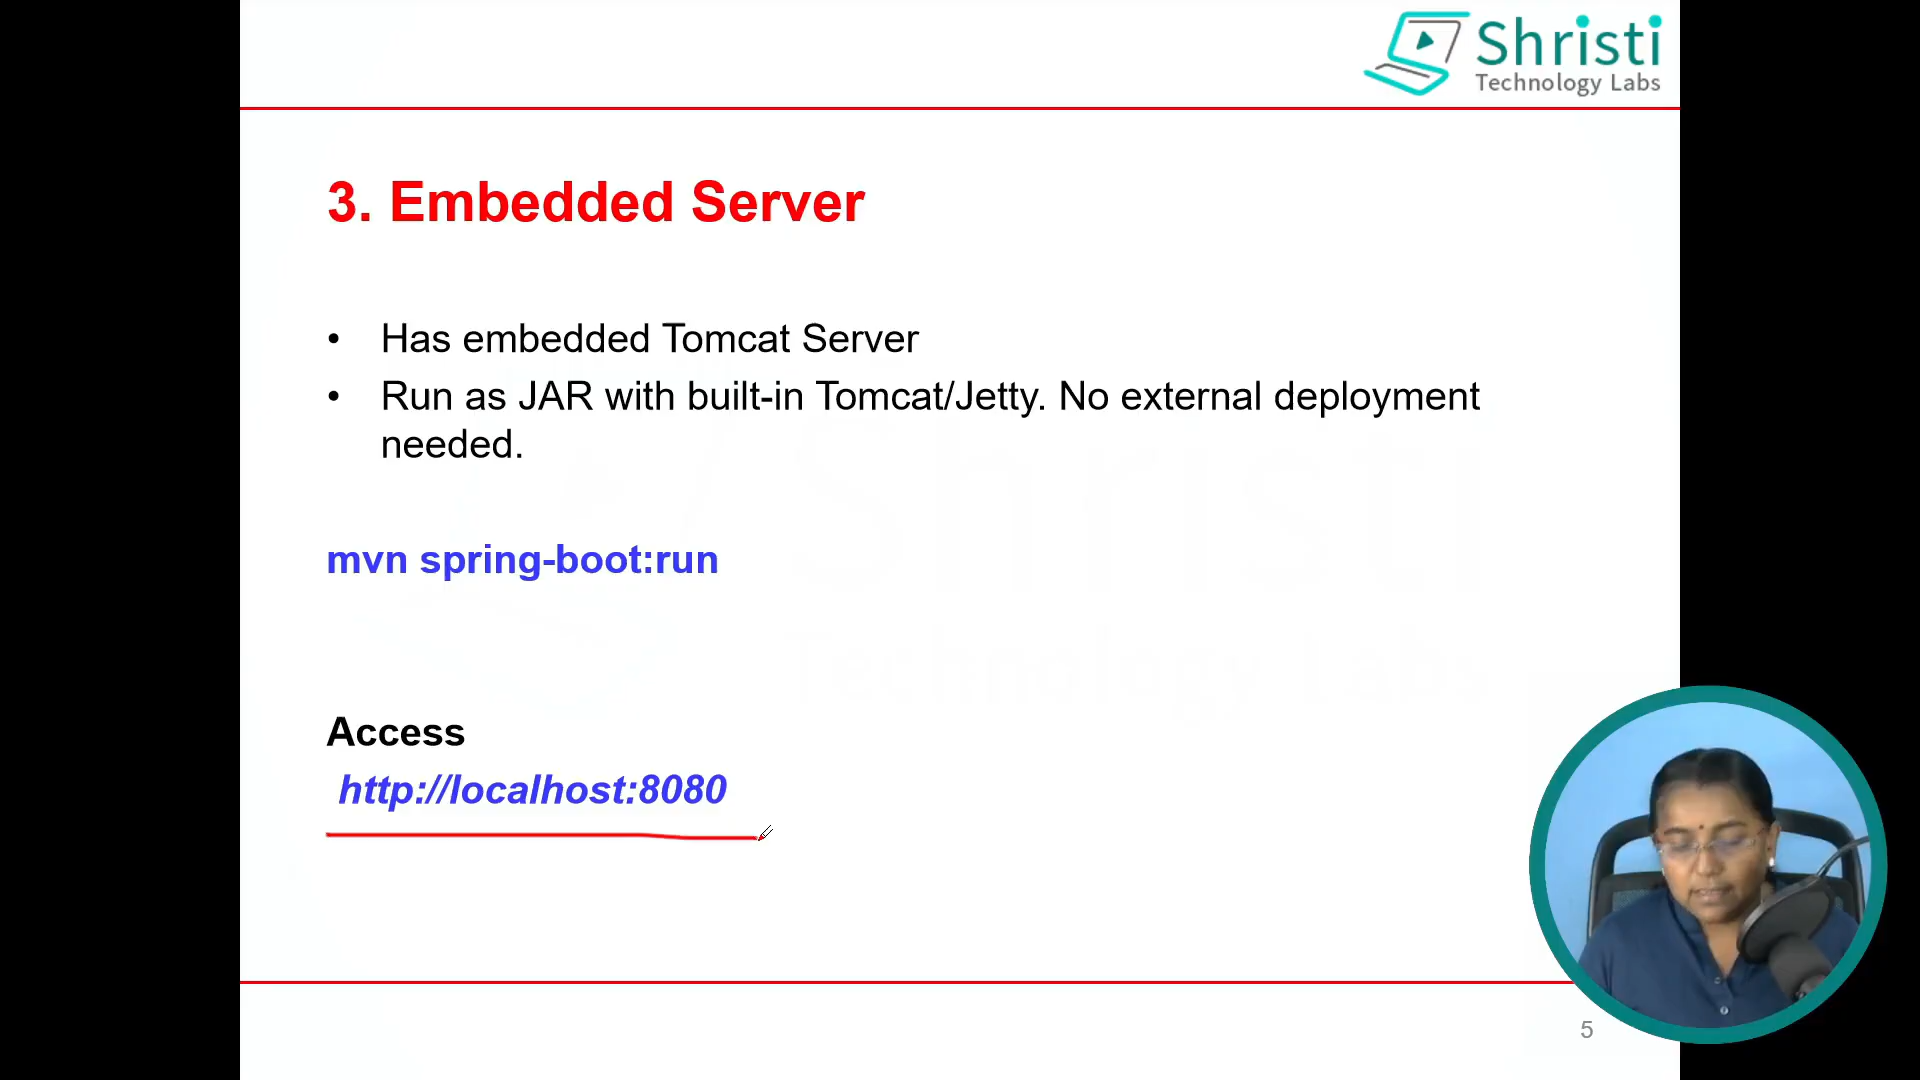 Shristi
Technology Labs
3. Embedded Server
• Has embedded Tomcat Server
• Run as JAR with built-in Tomcat/Jetty. No external deployment
needed.
mvn spring-boot:run
Access
http://localhost:8080
5